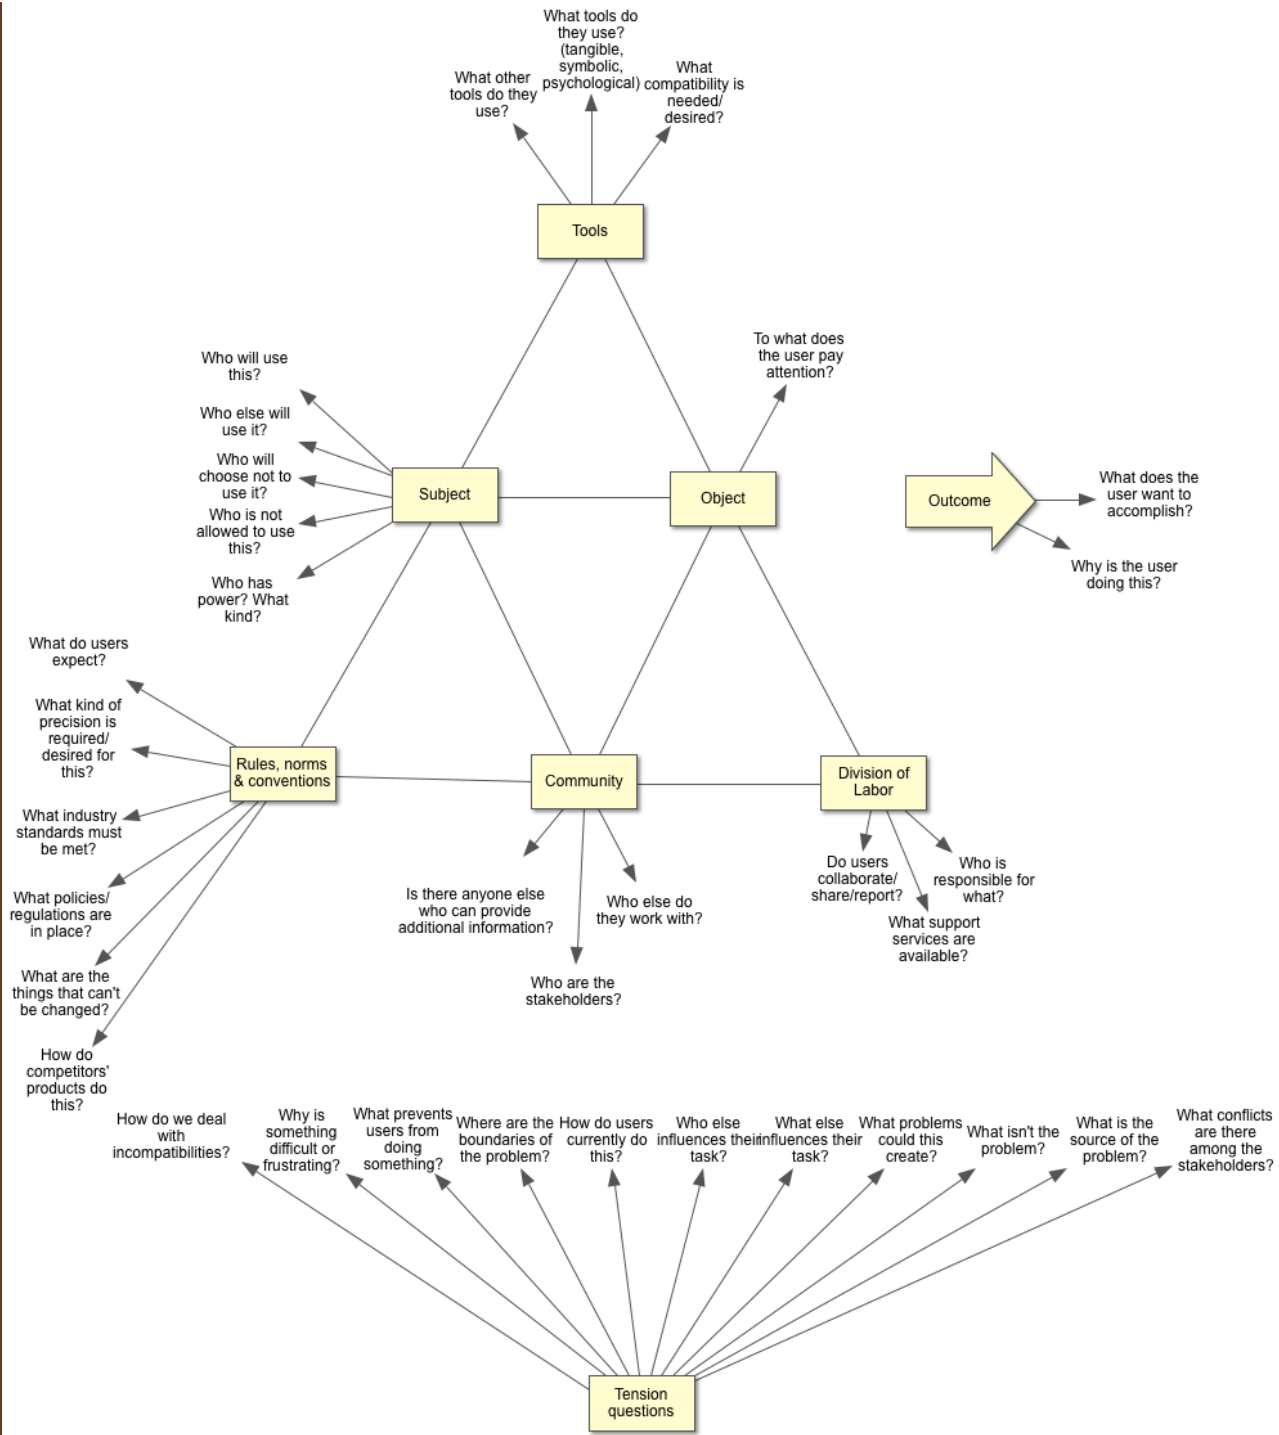 What tools do
they use?
(tangible,
symbolic,
psychological)
What other
tools do they
use?
What
compatibility is
needed/
desired?
Tools
To what does
the user pay
attention?
Who will use
this?
Who else will
use it?
Who will
choose not to
use it?
Who is not
allowed to use
this?
Who has
power? What
kind?
Subject
Object
Outcome
What does the
user want to
accomplish?
Why is the user
doing this?
What do users
expect?
What kind of
precision is
required/
desired for
this?
What industry
standards must
be met?
What policies/
regulations are
in place?
What are the
things that can't
be changed?
How do
competitors'
products do
this?
Rules, norms
& conventions
Community
Division of
Labor
Is there anyone else
who can provide
additional information?
Who are the
stakeholders?
Who else do
they work with?
Do users
collaborate/
share/report?
What support
services are
available?
Who is
responsible for
what?
How do we deal
with
incompatibilities?
Why is
something
difficult or
frustrating?
What prevents
users from
doing
something?
Where are the
boundaries of
the problem?
How do users
currently do
this?
Who else
influences their
task?
What else
influences their
task?
What problems
could this
create?
What isn't the
problem?
What is the
source of the
problem?
What conflicts
are there
among the
stakeholders?
Tension
questions